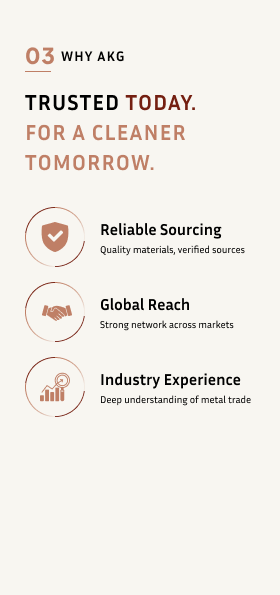 03 WHY AKG
TRUSTED TODAY.
FOR A CLEANER
TOMORROW.
Reliable Sourcing
Quality materials, verified sources
Global Reach
Strong network across markets
Industry Experience
Deep understanding of metal trade